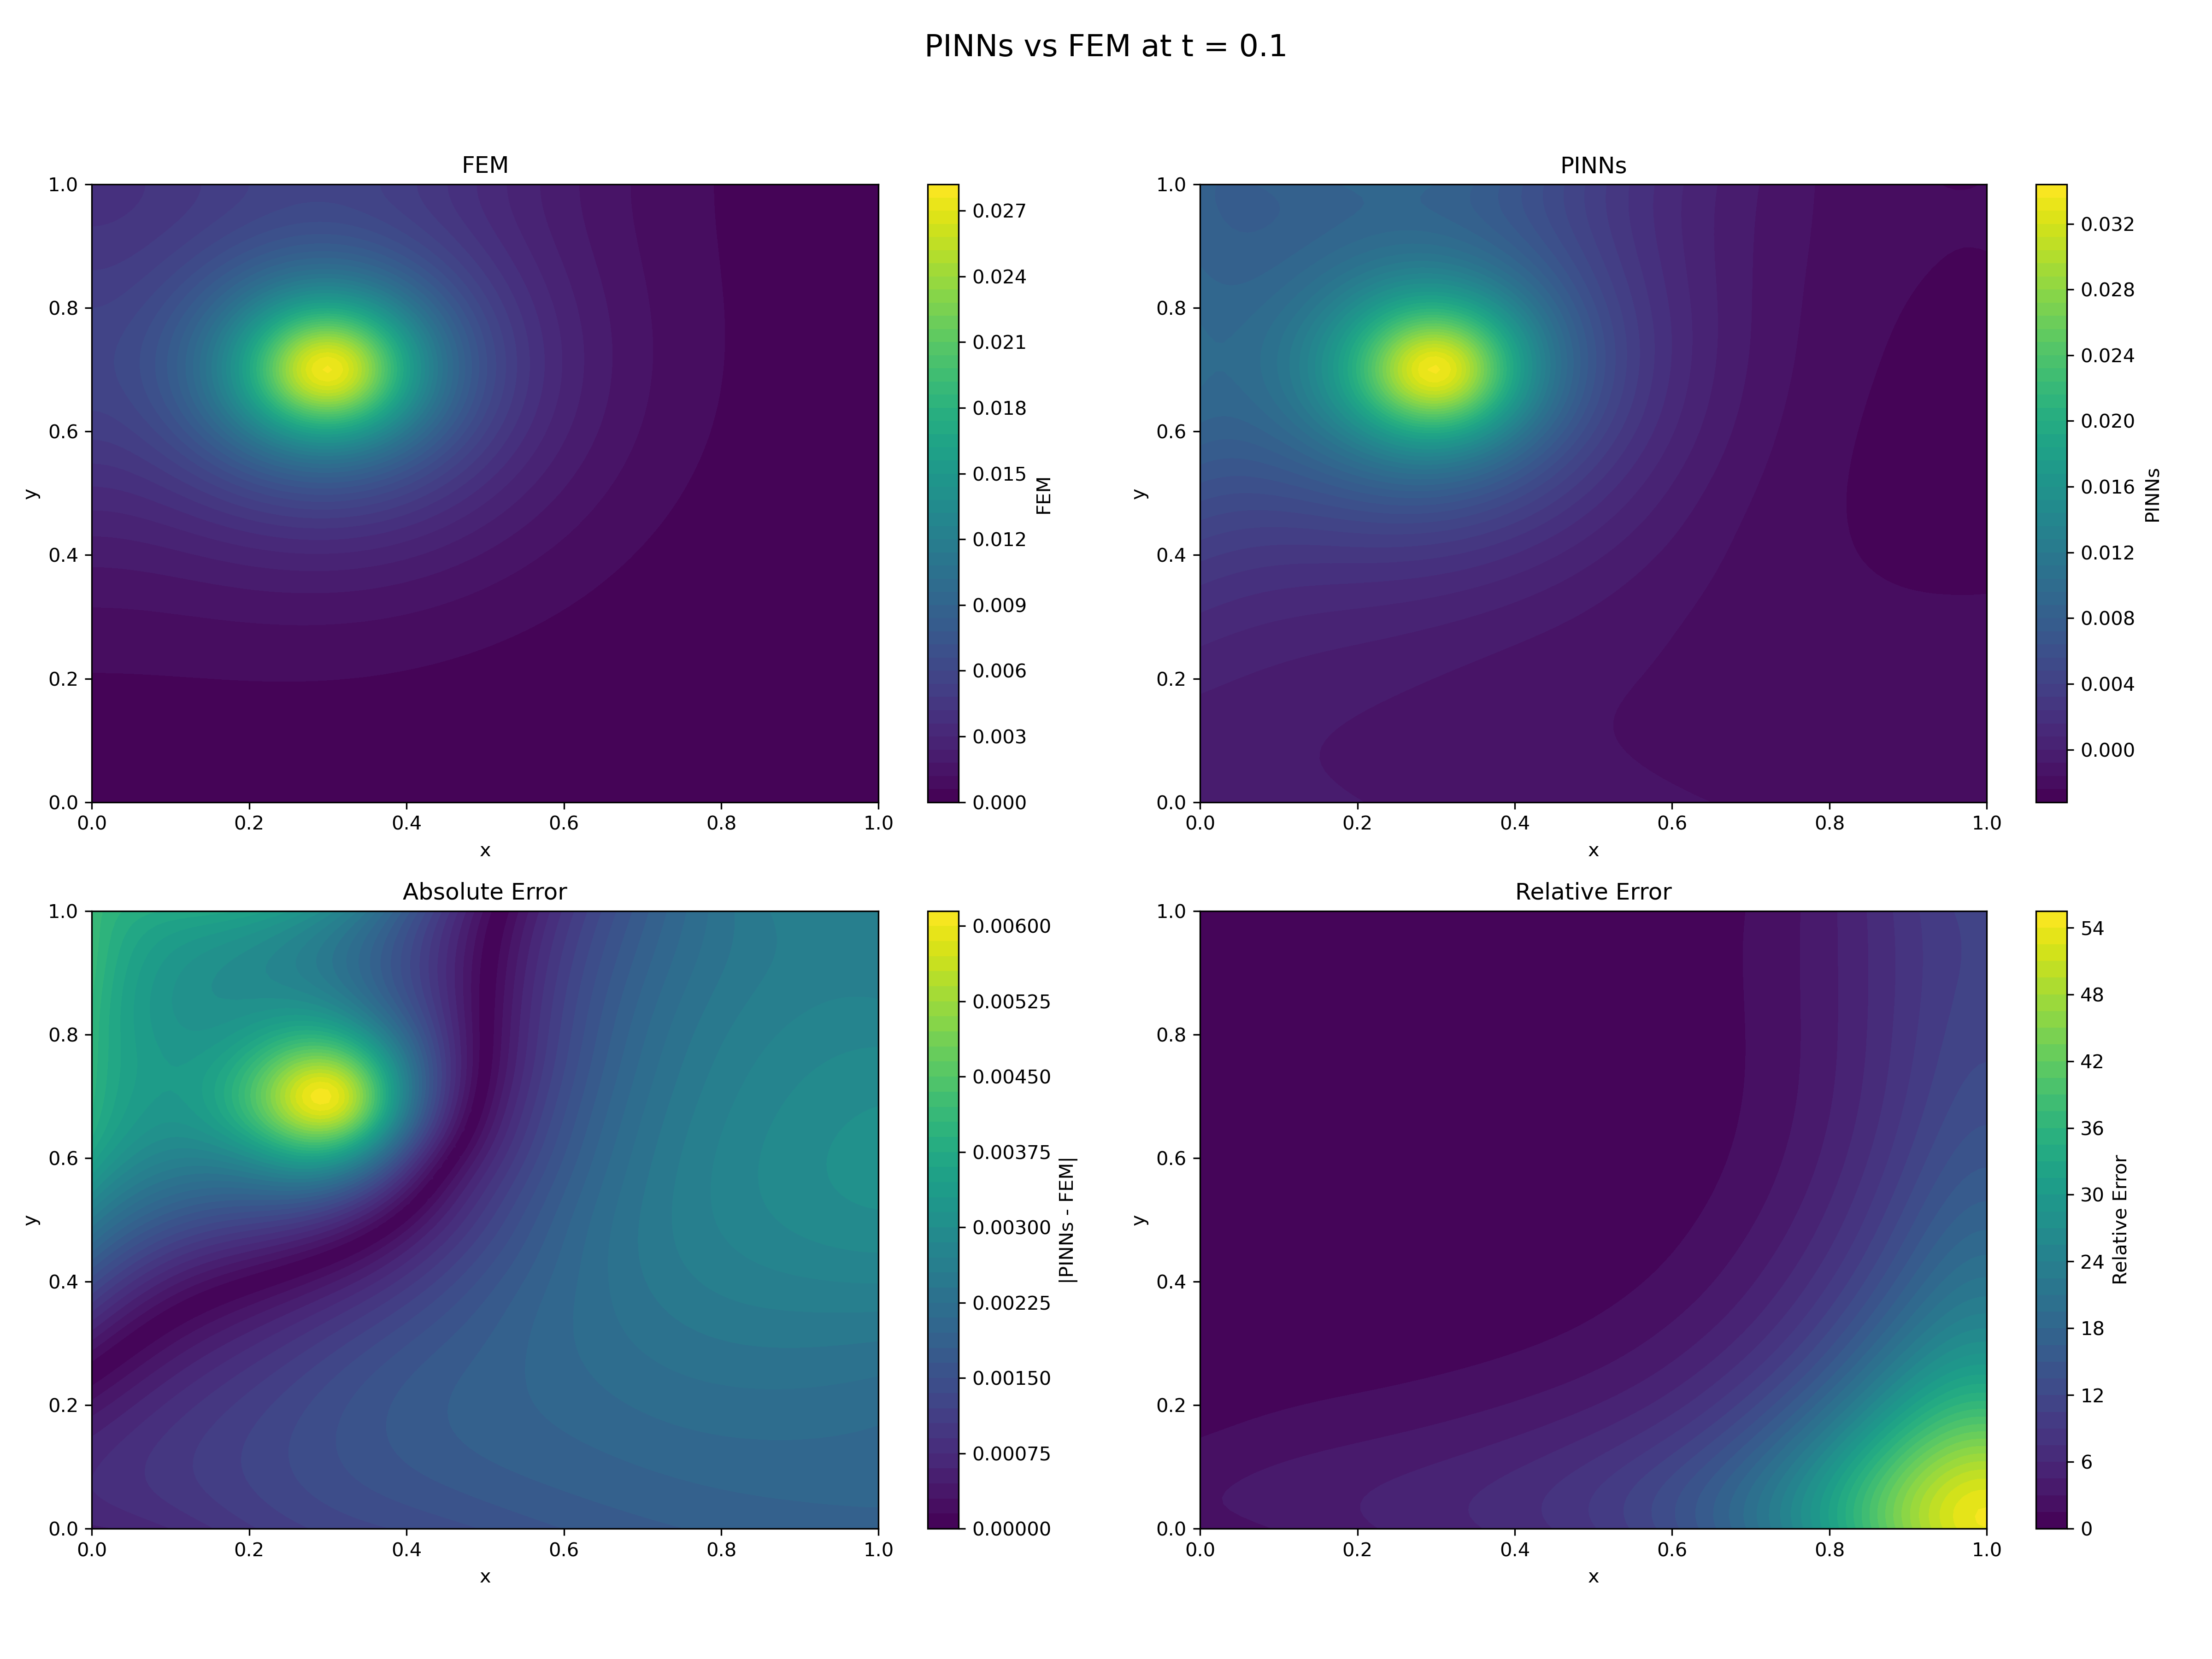 PINNs vs FEM at t = 0.1
FEM
1.0
0.8
0.6
0.4
0.2
0.0
y
0.0 0.2 0.4 0.6 0.8 1.0
x
0.027
0.024
0.021
0.018
0.015
0.012
0.009
0.006
0.003
0.000
FEM
PINNs
1.0
0.8
0.6
0.4
0.2
0.0
y
0.0 0.2 0.4 0.6 0.8 1.0
x
0.032
0.028
0.024
0.020
0.016
0.012
0.008
0.004
0.000
PINNs
Absolute Error
1.0
0.8
0.6
0.4
0.2
0.0
y
0.0 0.2 0.4 0.6 0.8 1.0
x
0.00600
0.00525
0.00450
0.00375
0.00300
0.00225
0.00150
0.00075
0.00000
|PINNs - FEM|
Relative Error
1.0
0.8
0.6
0.4
0.2
0.0
y
0.0 0.2 0.4 0.6 0.8 1.0
x
54
48
42
36
30
24
18
12
6
0
Relative Error